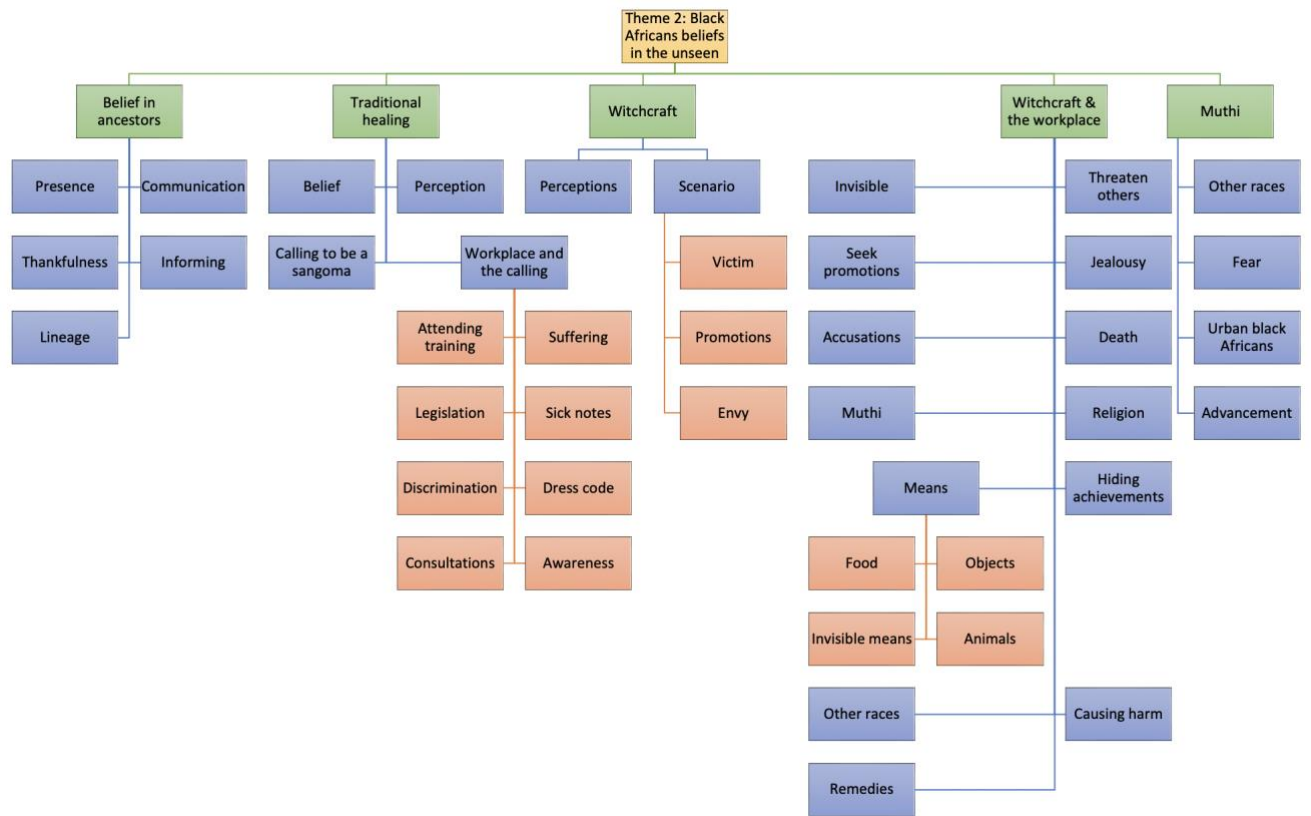 Theme 2: Black
Africans beliefs
in the unseen
Belief in
ancestors
Traditional
healing
Witchcraft
Witchcraft &
the workplace
Muthi
Presence
Communication
Belief
Perception
Perceptions
Scenario
Invisible
Threaten
others
Other races
Thankfulness
Informing
Calling to be a
sangoma
Workplace and
the calling
Victim
Seek
promotions
Jealousy
Fear
Lineage
Attending
training
Suffering
Promotions
Accusations
Death
Urban black
Africans
Legislation
Sick notes
Envy
Muthi
Religion
Advancement
Discrimination
Dress code
Means
Hiding
achievements
Consultations
Awareness
Food
Objects
Invisible means
Animals
Other races
Causing harm
Remedies